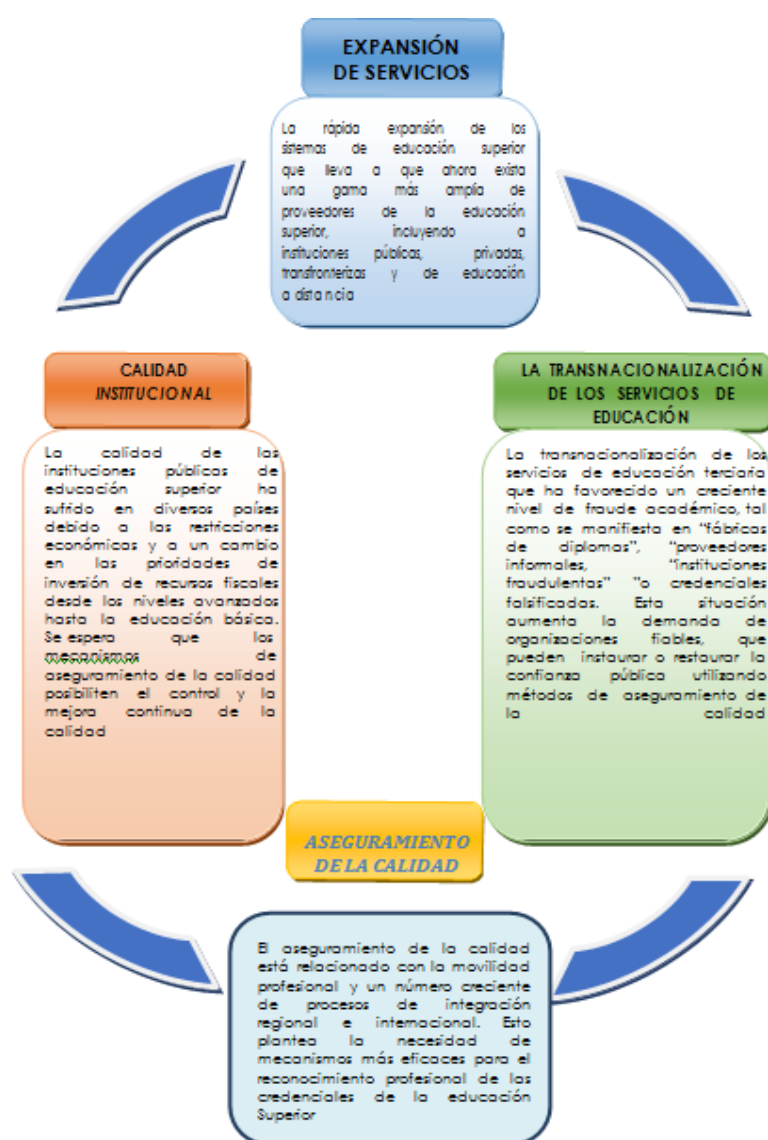 EXPANSIÓN
DE SERVICIOS
La rápida expansión de los
sistemas de educación superior
que lleva a que ahora exista
una gama más amplia de
proveedores de la educación
superior, incluyendo a
instituciones públicas, privadas,
transfronterizas y de educación
a distancia
CALIDAD
INSTITUCIONAL
La calidad de las
instituciones públicas de
educación superior ha
sufrido en diversos países
debido a las restricciones
económicas y a un cambio
en las prioridades de
inversión de recursos fiscales
desde los niveles avanzados
hasta la educación básica.
Se espera que los
mecanismos de
aseguramiento de la calidad
posibiliten el control y la
mejora continua de la
calidad
LA TRANSNACIONALIZACIÓN
DE LOS SERVICIOS DE
EDUCACIÓN
La transnacionalización de los
servicios de educación terciaria
que ha favorecido un creciente
nivel de fraude académico, tal
como se manifiesta en "fábricas
de diplomas", "proveedores
informales, "instituciones
fraudulentas" "o credenciales
falsificadas. Esta situación
aumenta la demanda de
organizaciones fiables, que
pueden instaurar o restaurar la
confianza pública utilizando
métodos de aseguramiento de
la calidad
ASEGURAMIENTO
DE LA CALIDAD
El aseguramiento de la calidad
está relacionado con la movilidad
profesional y un número creciente
de procesos de integración
regional e internacional. Esto
plantea la necesidad de
mecanismos más eficaces para el
reconocimiento profesional de las
credenciales de la educación
Superior